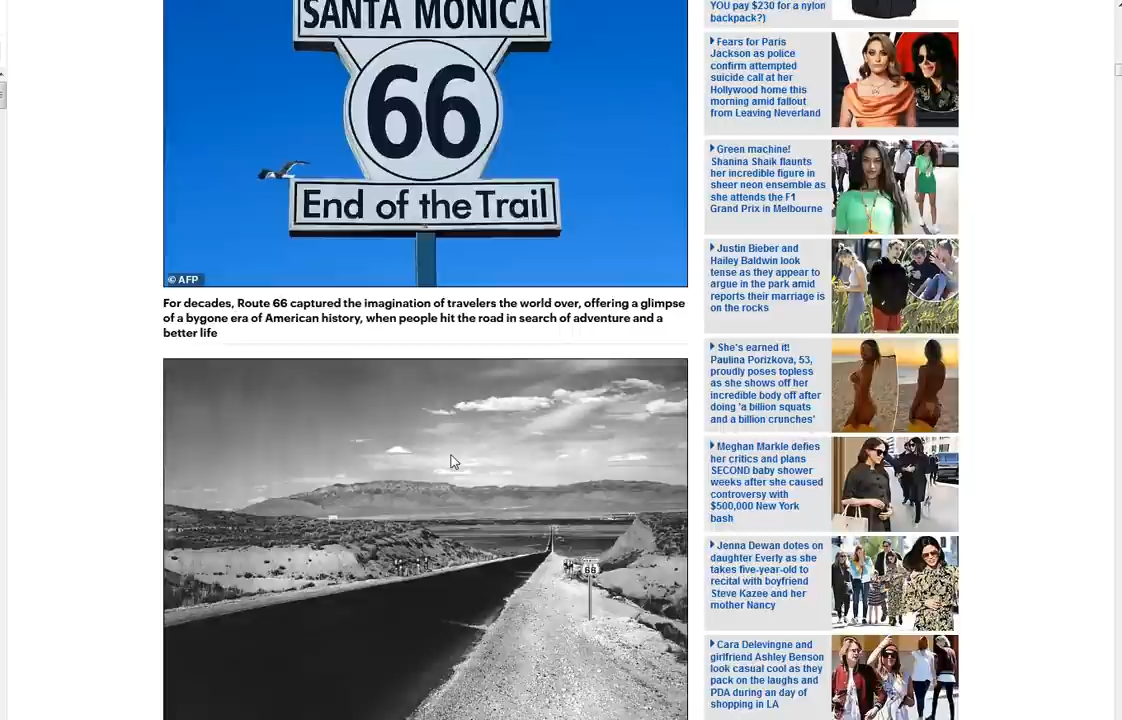 SANTA MONICA
66
End of the Trail
© AFP
For decades, Route 66 captured the imagination of travelers the world over, offering a glimpse
of a bygone era of American history, when people hit the road in search of adventure and a
better life
66
YOU pay $230 for a nylon
backpack?)
Fears for Paris
Jackson as police
confirm attempted
suicide call at her
Hollywood home this
morning amid fallout
from Leaving Neverland
Green machine!
Shanina Shaik flaunts
her incredible figure in
sheer neon ensemble as
she attends the F1
Grand Prix in Melbourne
Justin Bieber and
Hailey Baldwin look
tense as they appear to
argue in the park amid
reports their marriage is
on the rocks
She's earned it!
Paulina Porizkova, 53,
proudly poses topless
as she shows off her
incredible body off after
doing 'a billion squats
and a billion crunches'
Meghan Markle defies
her critics and plans
SECOND baby shower
weeks after she caused
controversy with
$500,000 New York
bash
Jenna Dewan dotes on
daughter Everly as she
takes five-year-old to
recital with boyfriend
Steve Kazee and her
mother Nancy
Cara Delevingne and
girlfriend Ashley Benson
look casual cool as they
pack on the laughs and
PDA during an day of
shopping in LA